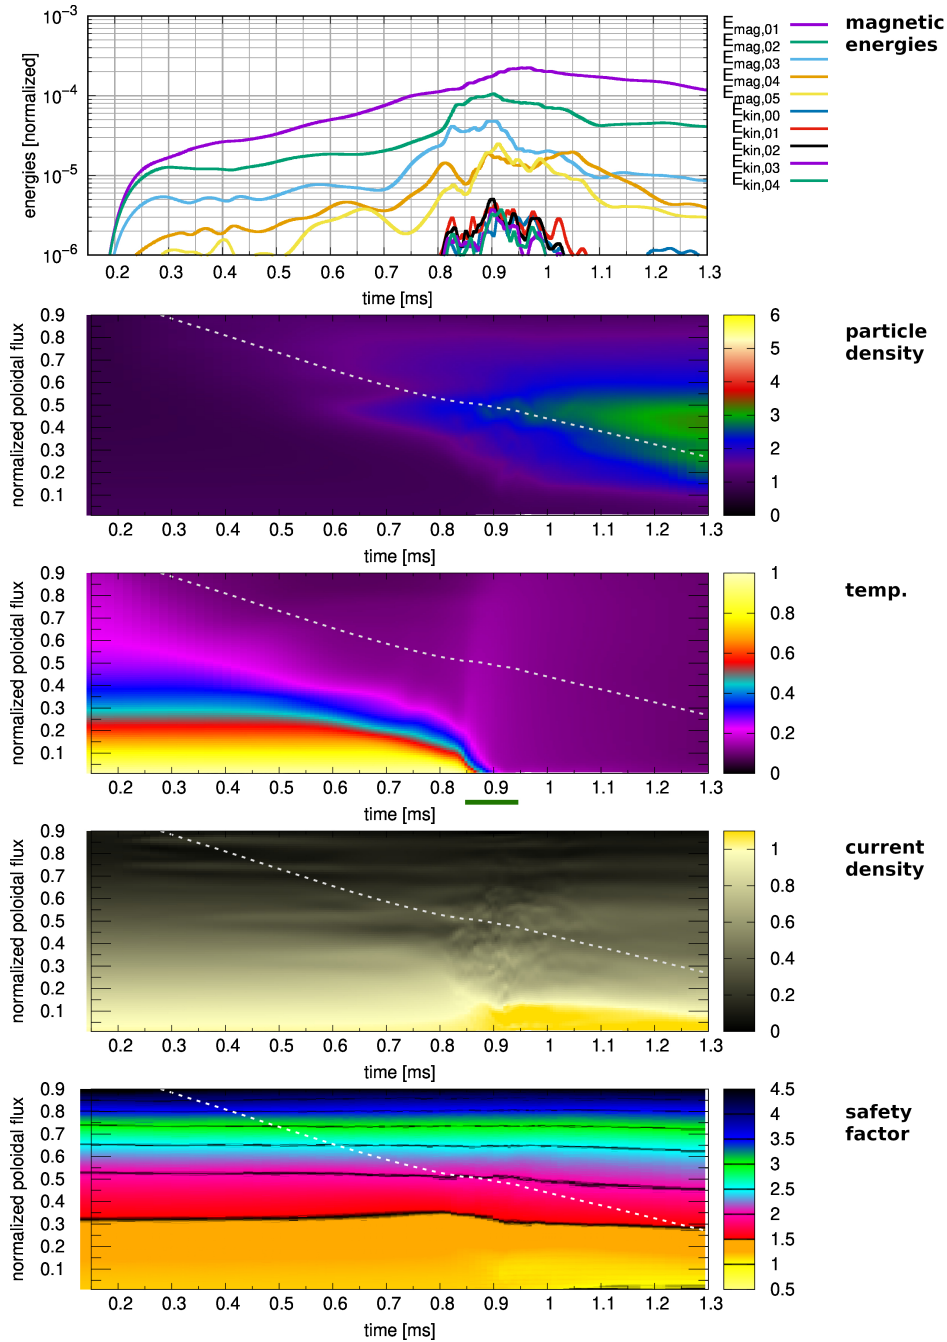 10⁻³
10⁻⁴
10⁻⁵
10⁻⁶
energies [normalized]
0.2 0.3 0.4 0.5 0.6 0.7 0.8 0.9 1 1.1 1.2 1.3
time [ms]
E mag,01
E mag,02
E mag,03
E mag,04
E mag,05
E kin,00
E kin,01
E kin,02
E kin,03
E kin,04
magnetic
energies
0.9
0.8
0.7
0.6
0.5
0.4
0.3
0.2
0.1
normalized poloidal flux
0.2 0.3 0.4 0.5 0.6 0.7 0.8 0.9 1 1.1 1.2 1.3
time [ms]
6
5
4
3
2
1
0
particle
density
0.9
0.8
0.7
0.6
0.5
0.4
0.3
0.2
0.1
normalized poloidal flux
0.2 0.3 0.4 0.5 0.6 0.7 0.8 0.9 1 1.1 1.2 1.3
time [ms]
1
0.8
0.6
0.4
0.2
0
temp.
0.9
0.8
0.7
0.6
0.5
0.4
0.3
0.2
0.1
normalized poloidal flux
0.2 0.3 0.4 0.5 0.6 0.7 0.8 0.9 1 1.1 1.2 1.3
time [ms]
1
0.8
0.6
0.4
0.2
0
current
density
0.9
0.8
0.7
0.6
0.5
0.4
0.3
0.2
0.1
normalized poloidal flux
0.2 0.3 0.4 0.5 0.6 0.7 0.8 0.9 1 1.1 1.2 1.3
time [ms]
4.5
4
3.5
3
2.5
2
1.5
1
0.5
safety
factor